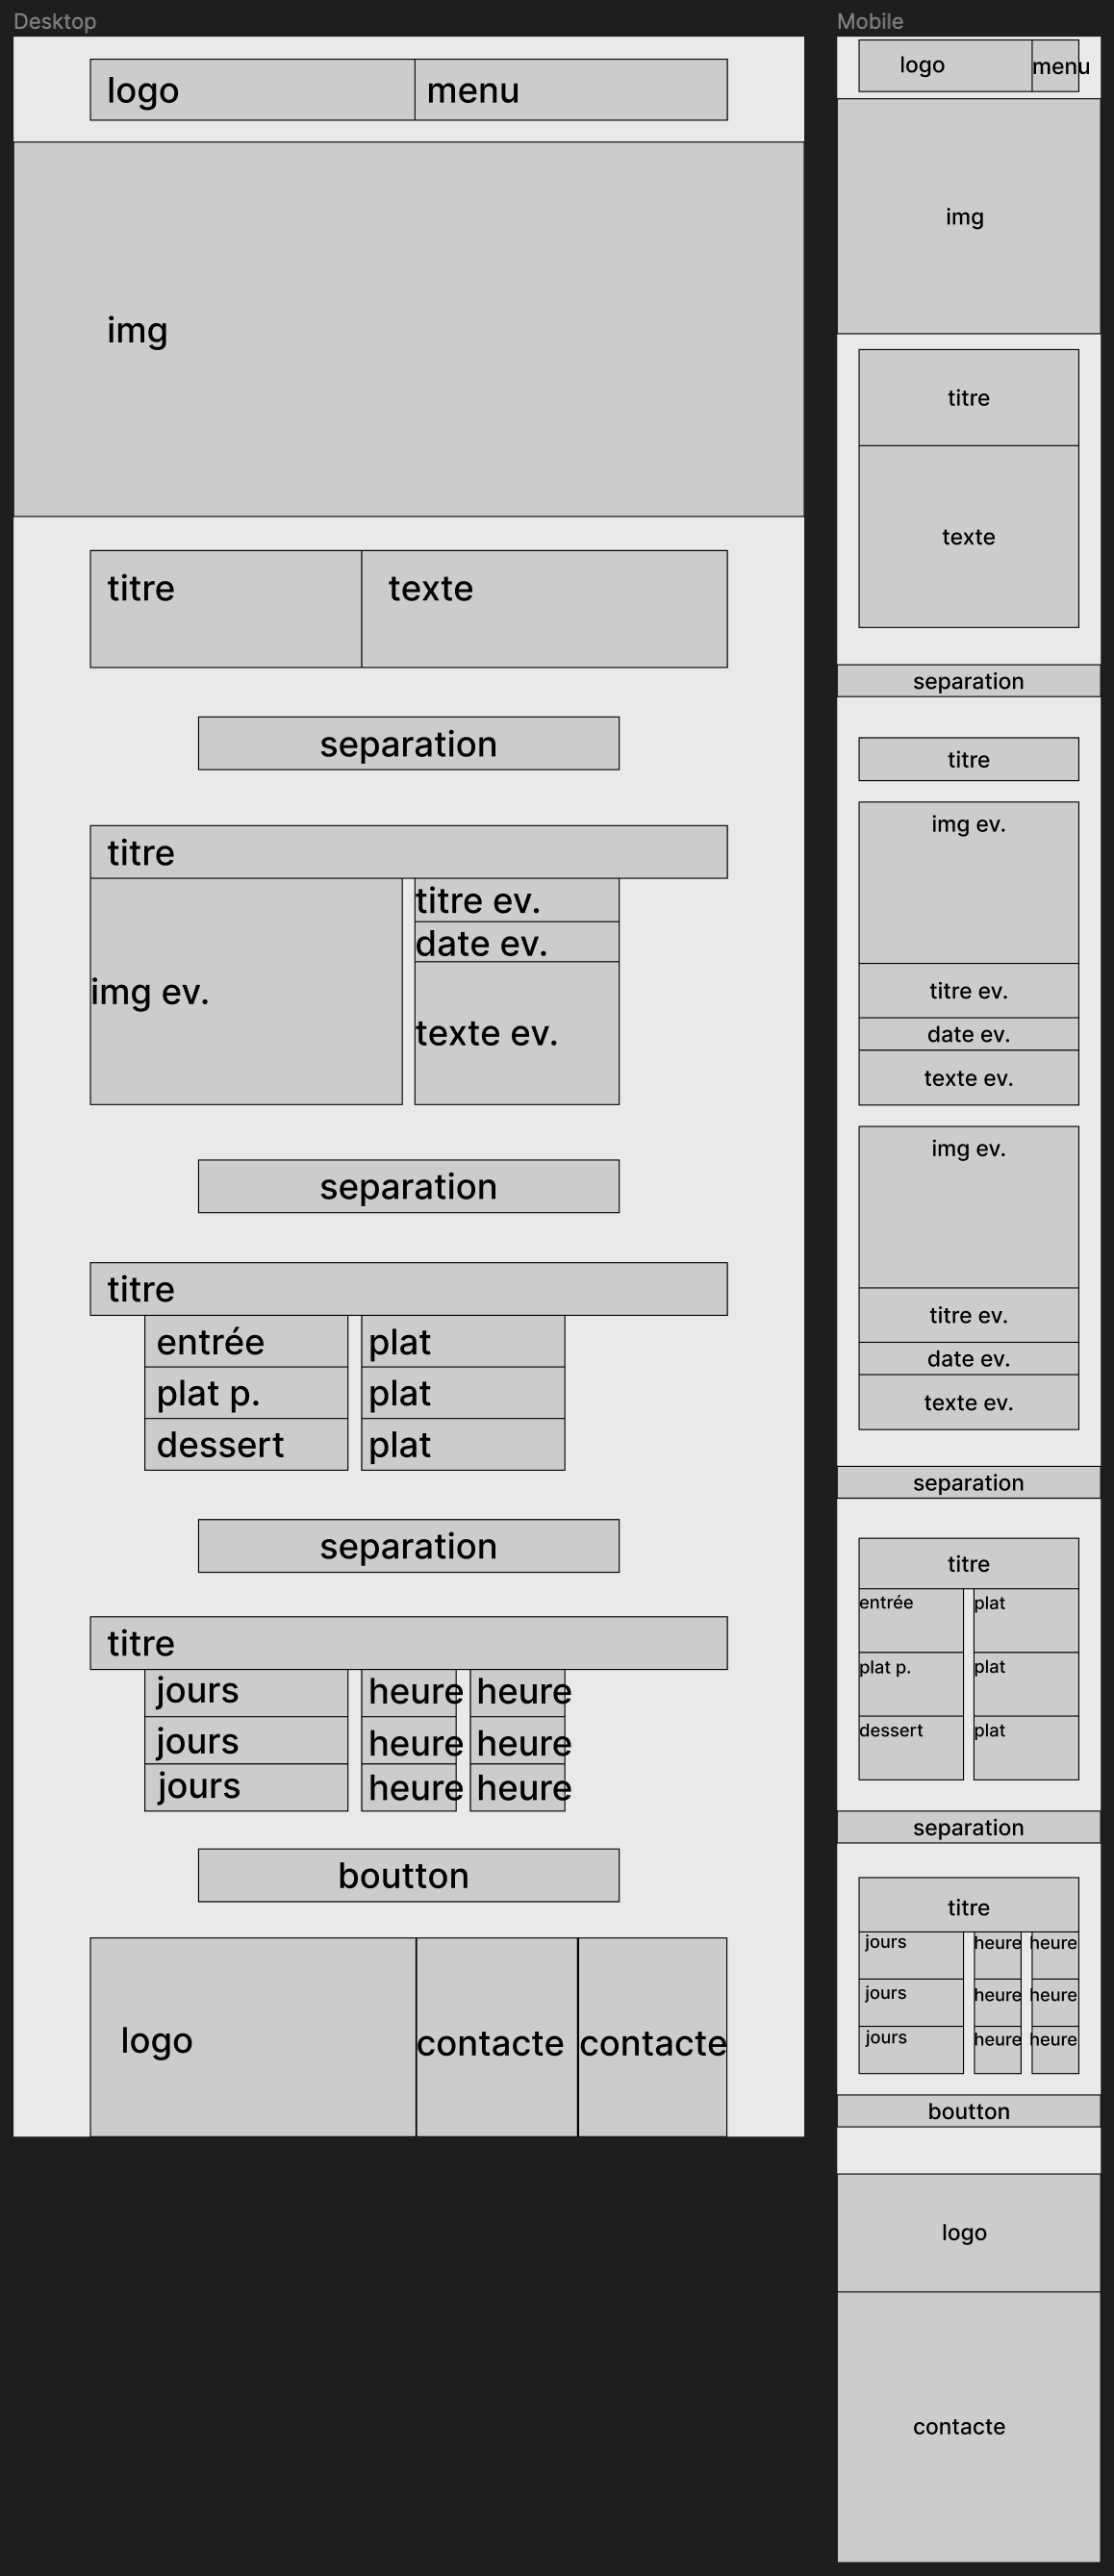 Desktop
logo menu
img
titre texte
separation
titre
titre ev.
date ev.
img ev.
texte ev.
separation
titre
entrée plat
plat p. plat
dessert plat
separation
titre
jours heure heure
jours heure heure
jours heure heure
boutton
logo contacte contacte
Mobile
logo menu
img
titre
texte
separation
titre
img ev.
titre ev.
date ev.
texte ev.
img ev.
titre ev.
date ev.
texte ev.
separation
titre
entrée plat
plat p. plat
dessert plat
separation
titre
jours heure heure
jours heure heure
jours heure heure
boutton
logo
contacte